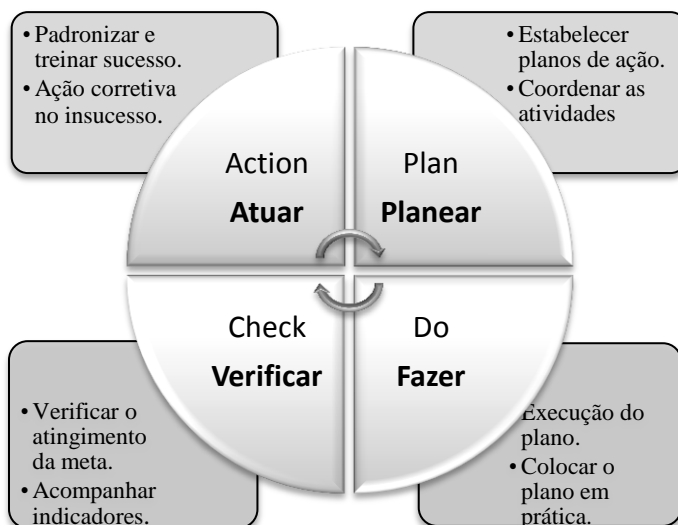 • Padronizar e
treinar sucesso.
• Ação corretiva
no insucesso.
• Estabelecer
planos de ação.
• Coordenar as
atividades
Action
Atuar
Plan
Planear
Check
Verificar
Do
Fazer
• Verificar o
atingimento
da meta.
• Acompanhar
indicadores.
Execução do
plano.
• Colocar o
plano em
prática.